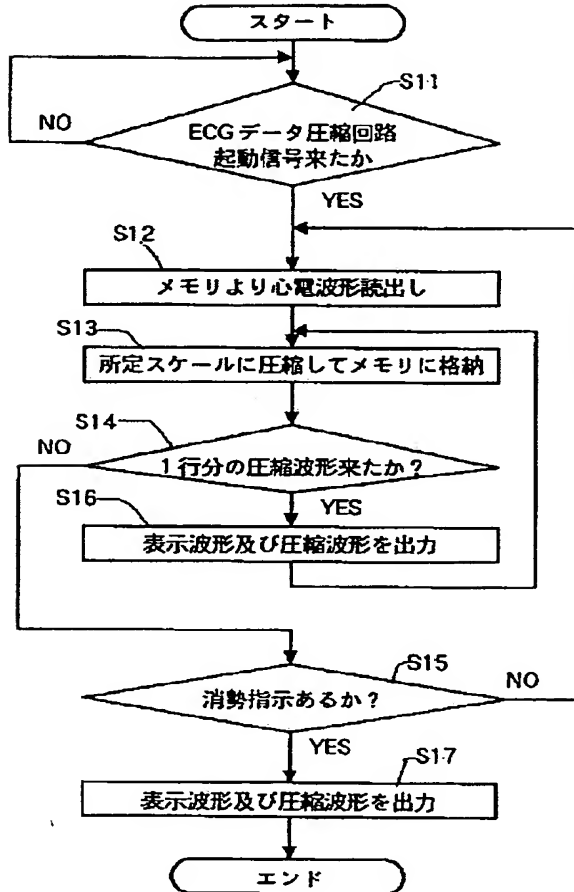 スタート
S11
NO
ECGデータ圧縮回路
起動信号来たか
YES
S12
メモリより心電波形読出し
S13
所定スケールに圧縮してメモリに格納
S14
NO
1行分の圧縮波形来たか？
YES
S16
表示波形及び圧縮波形を出力
S15
NO
消勢指示あるか？
YES
S17
表示波形及び圧縮波形を出力
エンド